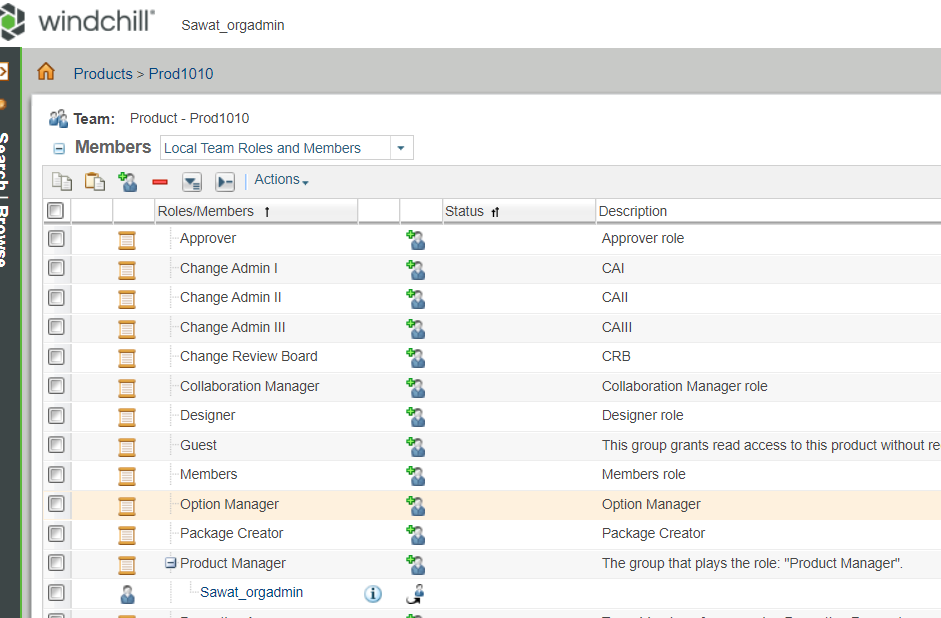 windchill® Sawat_orgadmin
Products > Prod1010
Search | Browse
Team: Product - Prod1010
Members Local Team Roles and Members
Actions
Roles/Members Status Description
Approver Approver role
Change Admin I CAI
Change Admin II CAII
Change Admin III CAIII
Change Review Board CRB
Collaboration Manager Collaboration Manager role
Designer Designer role
Guest This group grants read access to this product without re
Members Members role
Option Manager Option Manager
Package Creator Package Creator
Product Manager The group that plays the role: "Product Manager".
Sawat_orgadmin